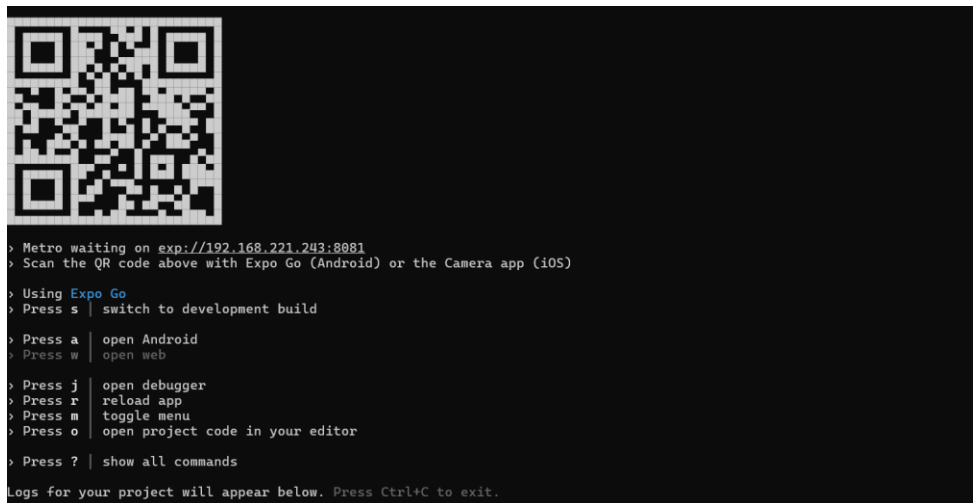 › Metro waiting on exp://192.168.221.243:8081
› Scan the QR code above with Expo Go (Android) or the Camera app (iOS)
› Using Expo Go
› Press s │ switch to development build
› Press a │ open Android
› Press w │ open web
› Press j │ open debugger
› Press r │ reload app
› Press m │ toggle menu
› Press o │ open project code in your editor
› Press ? │ show all commands
Logs for your project will appear below. Press Ctrl+C to exit.